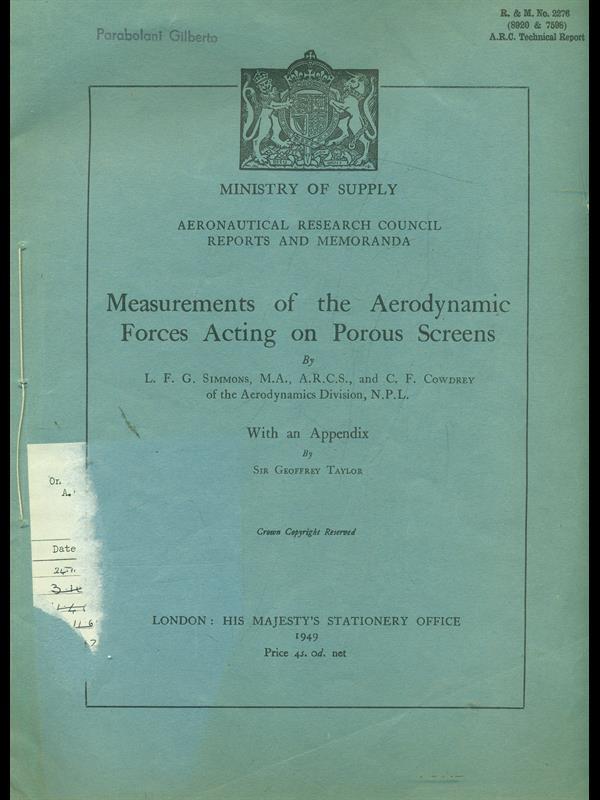 Parabolani Gilberto
R. & M. No. 2276
(8920 & 7598)
A.R.C. Technical Report
MINISTRY OF SUPPLY
AERONAUTICAL RESEARCH COUNCIL
REPORTS AND MEMORANDA
Measurements of the Aerodynamic
Forces Acting on Porous Screens
By
L. F. G. SIMMONS, M.A., A.R.C.S., and C. F. COWDREY
of the Aerodynamics Division, N.P.L.
With an Appendix
By
SIR GEOFFREY TAYLOR
Crown Copyright Reserved
Or.
A.
Date
LONDON: HIS MAJESTY'S STATIONERY OFFICE
1949
Price 4s. 0d. net